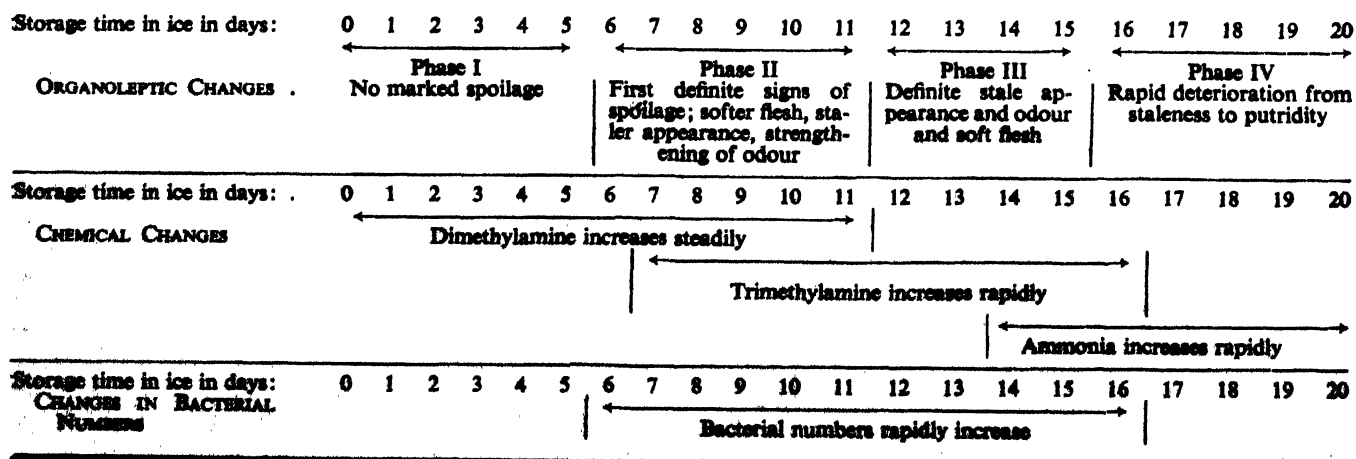 Storage time in ice in days: 0 1 2 3 4 5 6 7 8 9 10 11 12 13 14 15 16 17 18 19 20
Phase I Phase II Phase III Phase IV
ORGANOLEPTIC CHANGES . No marked spoilage First definite signs of Definite stale ap- Rapid deterioration from
spoilage; softer flesh, sta- pearance and odour staleness to putridity
ler appearance, strength- and soft flesh
ening of odour
Storage time in ice in days: . 0 1 2 3 4 5 6 7 8 9 10 11 12 13 14 15 16 17 18 19 20
CHEMICAL CHANGES Dimethylamine increases steadily
Trimethylamine increases rapidly
Ammonia increases rapidly
Storage time in ice in days: 0 1 2 3 4 5 6 7 8 9 10 11 12 13 14 15 16 17 18 19 20
CHANGES IN BACTERIAL
NUMBERS Bacterial numbers rapidly increase